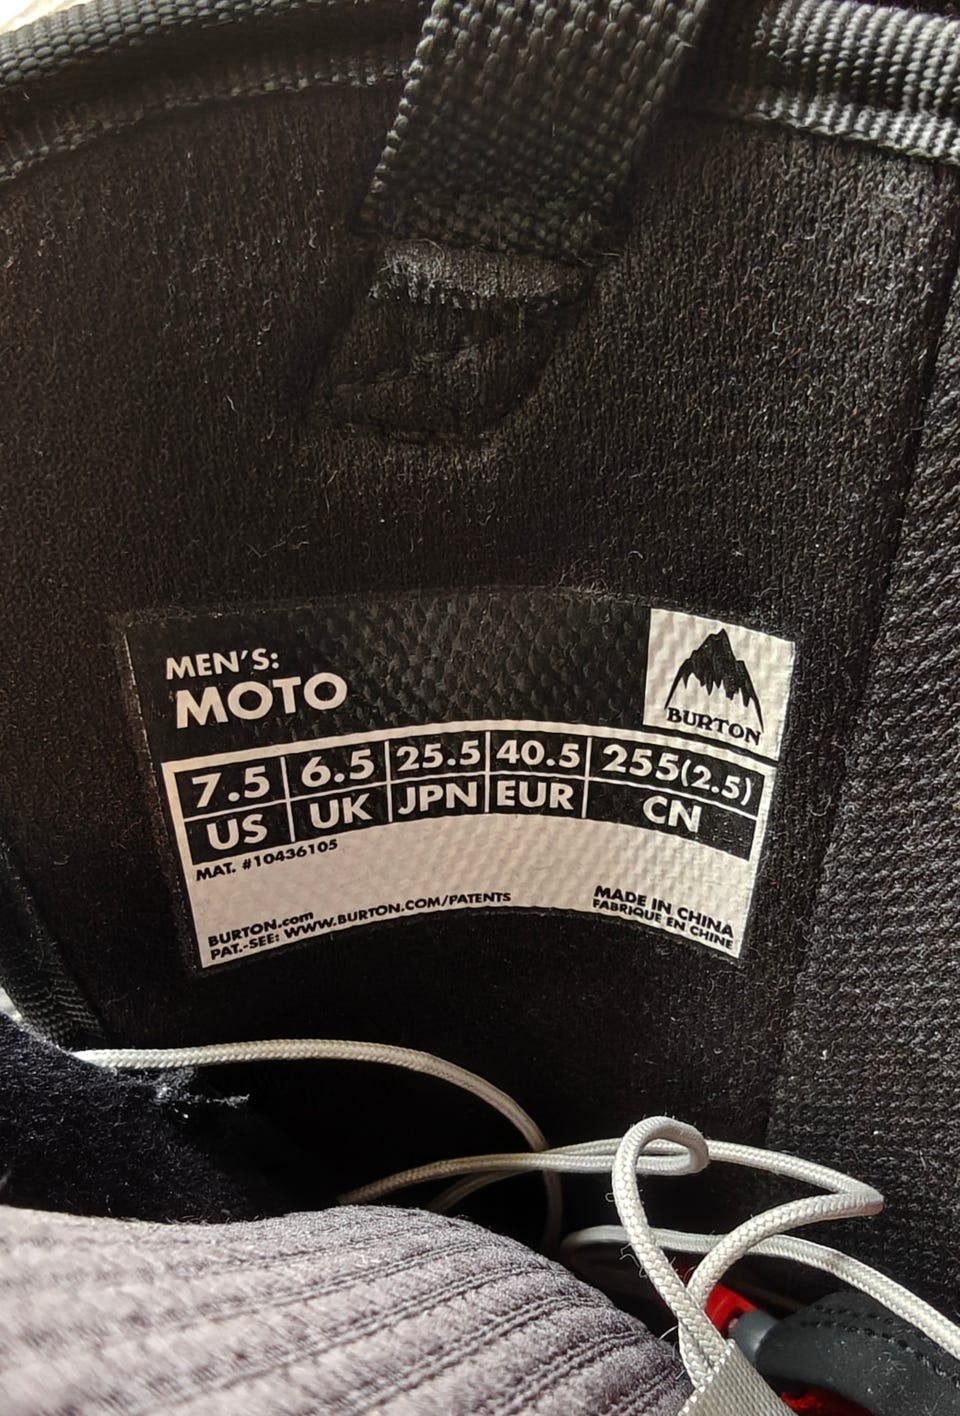 MEN'S:
MOTO
BURTON
7.5 6.5 25.5 40.5 255(2.5)
US UK JPN EUR CN
MAT. #10436105
BURTON.com
PAT.-SEE: WWW.BURTON.COM/PATENTS
MADE IN CHINA
FABRIQUE EN CHINE